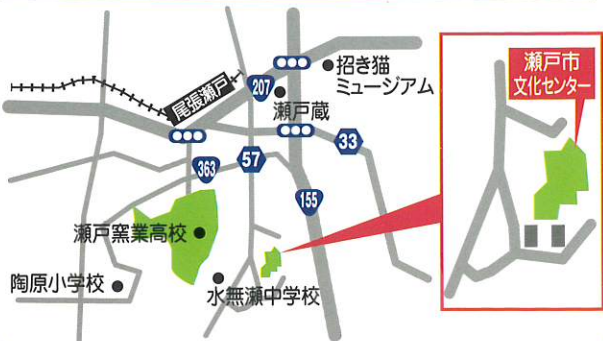 招き猫
ミュージアム
尾張瀬戸
207
瀬戸蔵
33
363
57
155
瀬戸窯業高校
陶原小学校
水無瀬中学校
瀬戸市
文化センター